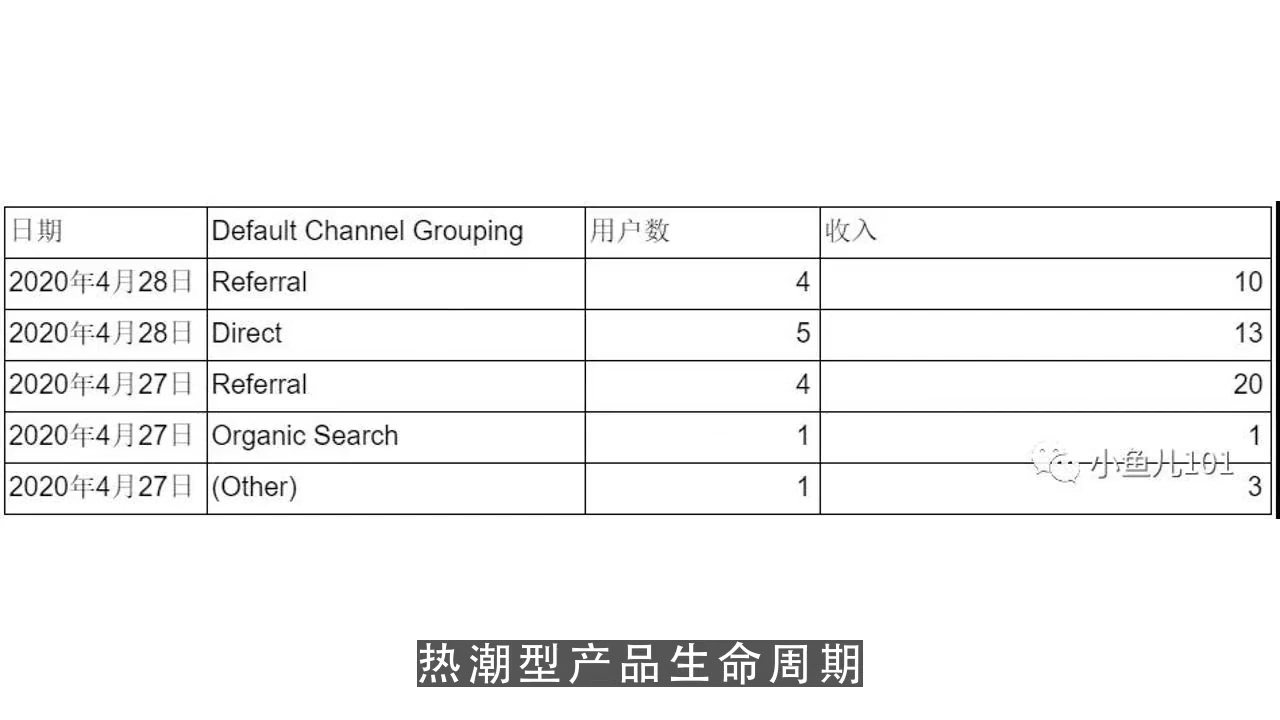 日期 Default Channel Grouping 用户数 收入
2020年4月28日 Referral 4 10
2020年4月28日 Direct 5 13
2020年4月27日 Referral 4 20
2020年4月27日 Organic Search 1 1
小鱼儿101
2020年4月27日 (Other) 1 3
热潮型产品生命周期